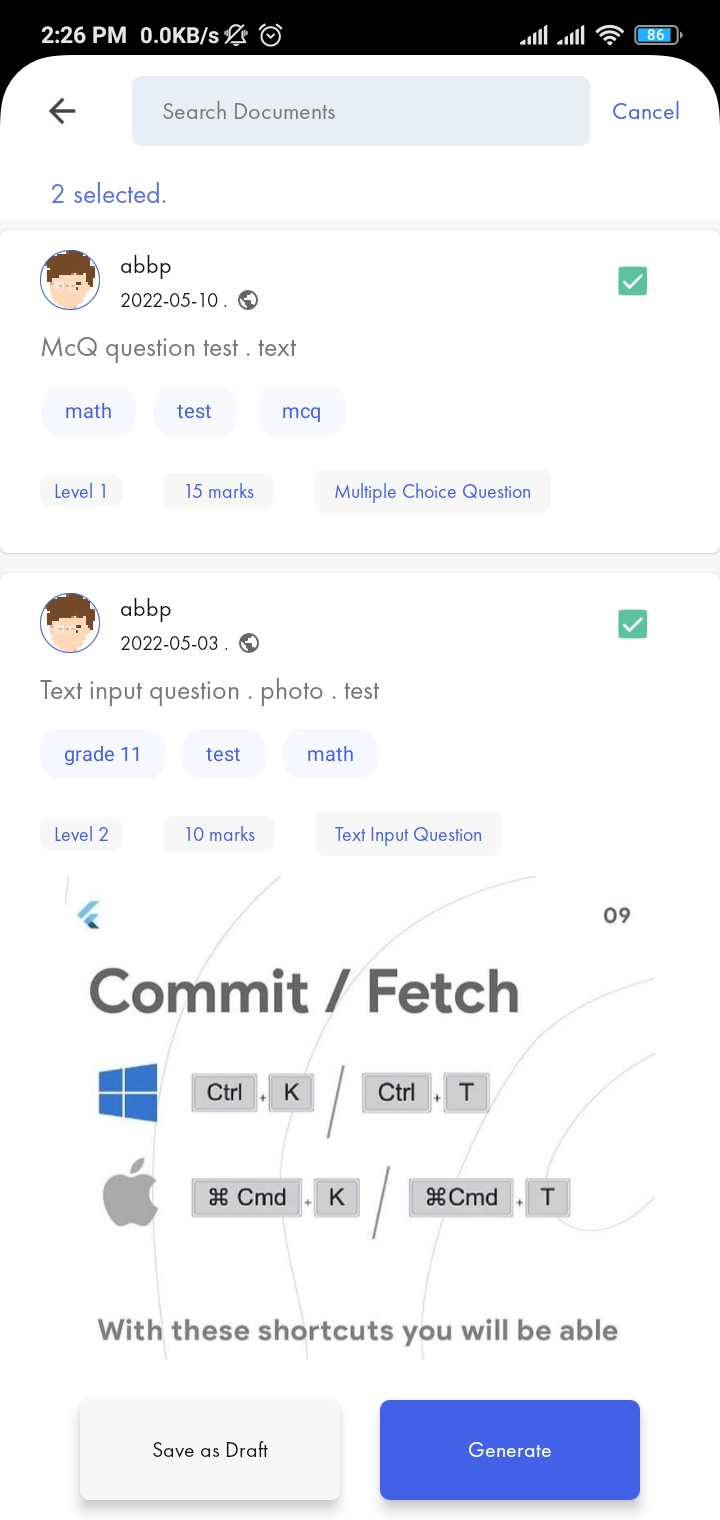 2:26 PM 0.0KB/s 86
Search Documents Cancel
2 selected.
abbp
2022-05-10 .
McQ question test . text
math test mcq
Level 1 15 marks Multiple Choice Question
abbp
2022-05-03 .
Text input question . photo . test
grade 11 test math
Level 2 10 marks Text Input Question
09
Commit / Fetch
Ctrl + K / Ctrl + T
⌘ Cmd + K / ⌘Cmd + T
With these shortcuts you will be able
Save as Draft Generate